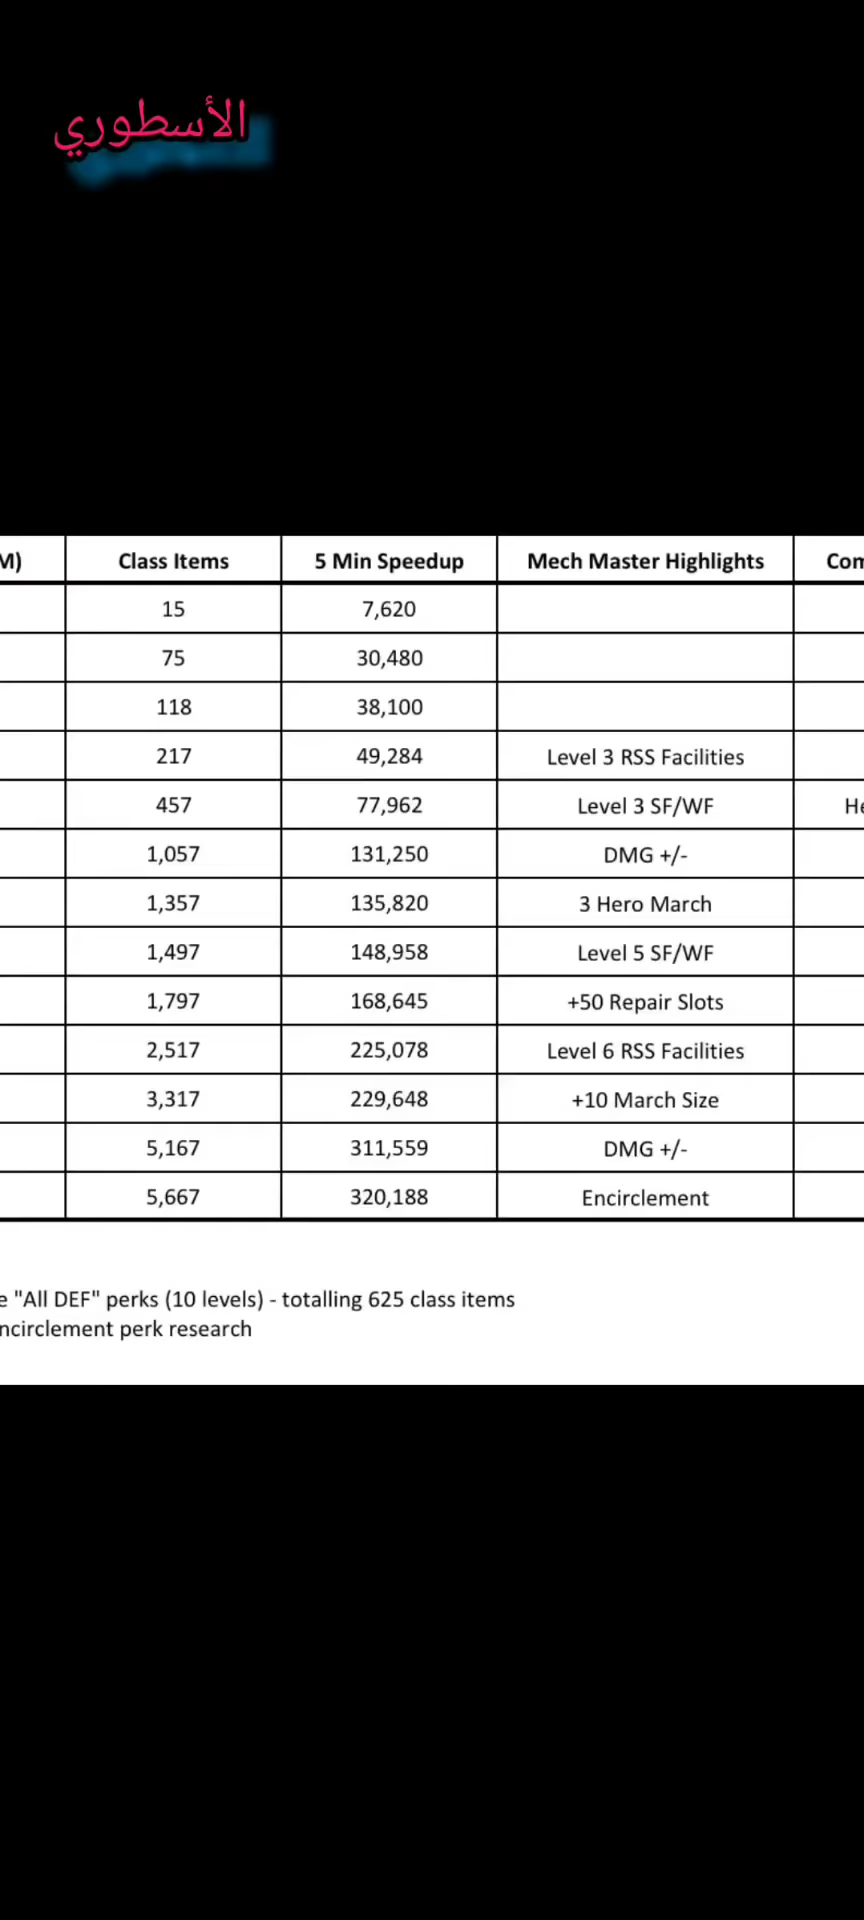 الأسطوري
M) Class Items 5 Min Speedup Mech Master Highlights Com
15 7,620
75 30,480
118 38,100
217 49,284 Level 3 RSS Facilities
457 77,962 Level 3 SF/WF He
1,057 131,250 DMG +/-
1,357 135,820 3 Hero March
1,497 148,958 Level 5 SF/WF
1,797 168,645 +50 Repair Slots
2,517 225,078 Level 6 RSS Facilities
3,317 229,648 +10 March Size
5,167 311,559 DMG +/-
5,667 320,188 Encirclement
e "All DEF" perks (10 levels) - totalling 625 class items
ncirclement perk research